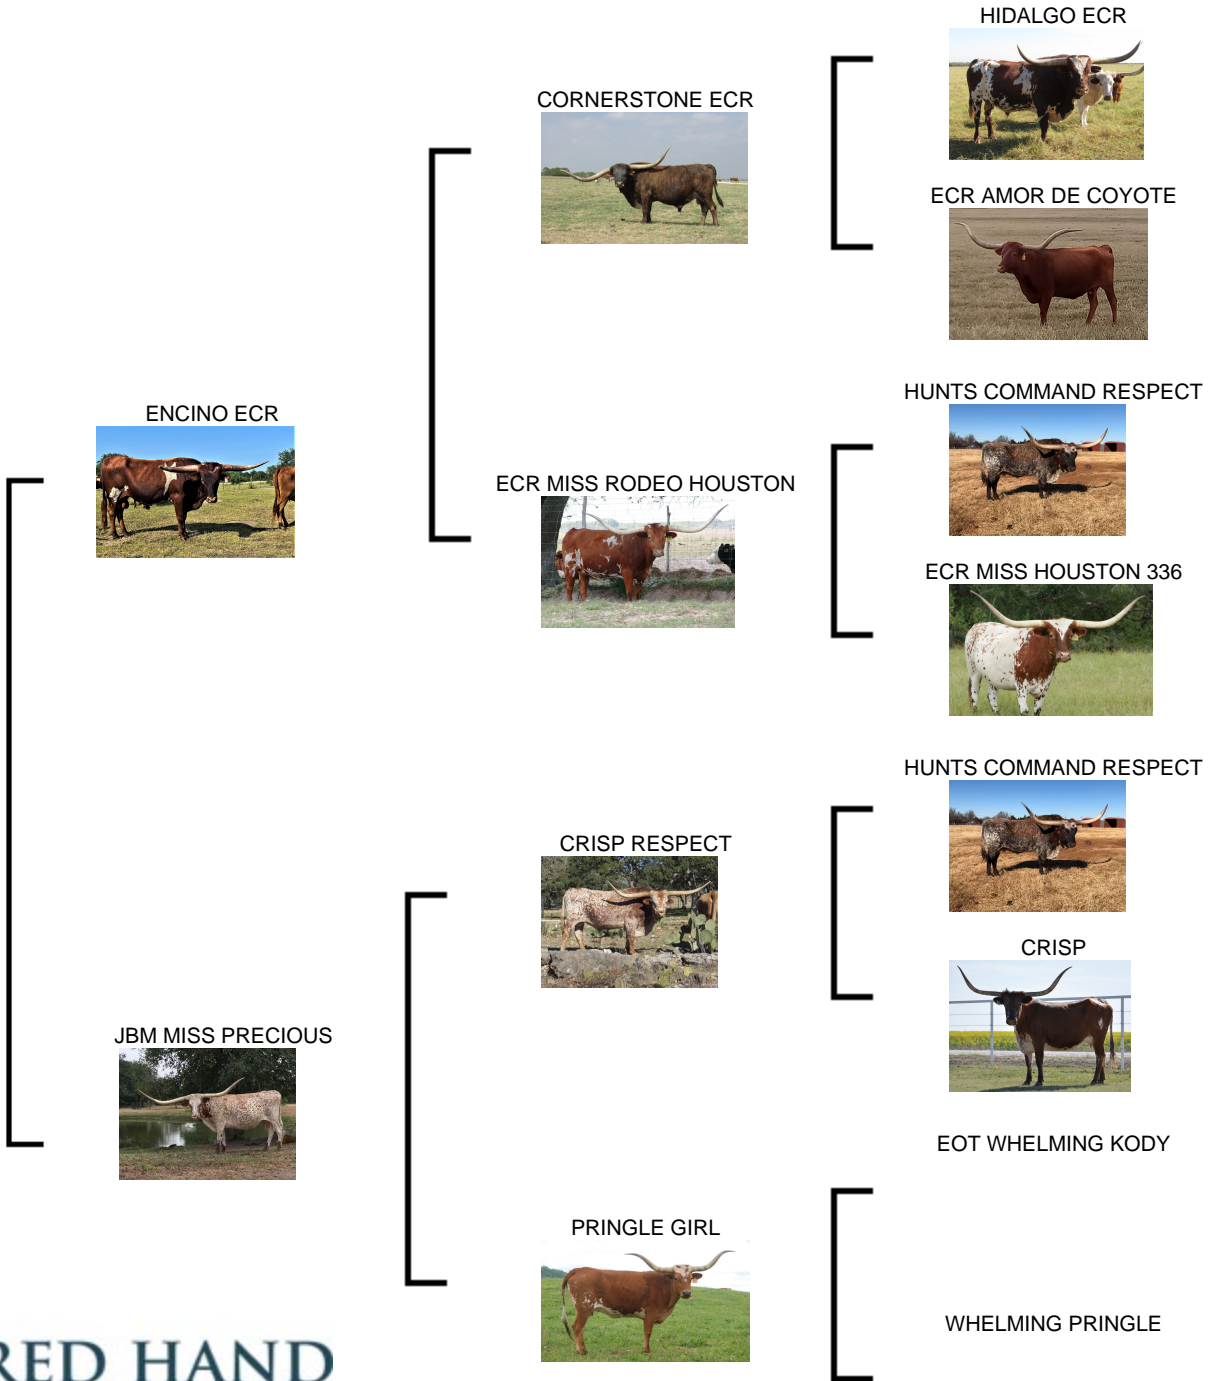 HIDALGO ECR
CORNERSTONE ECR
ECR AMOR DE COYOTE
HUNTS COMMAND RESPECT
ENCINO ECR
ECR MISS RODEO HOUSTON
ECR MISS HOUSTON 336
HUNTS COMMAND RESPECT
CRISP RESPECT
CRISP
JBM MISS PRECIOUS
EOT WHELMING KODY
PRINGLE GIRL
WHELMING PRINGLE
RED HAND